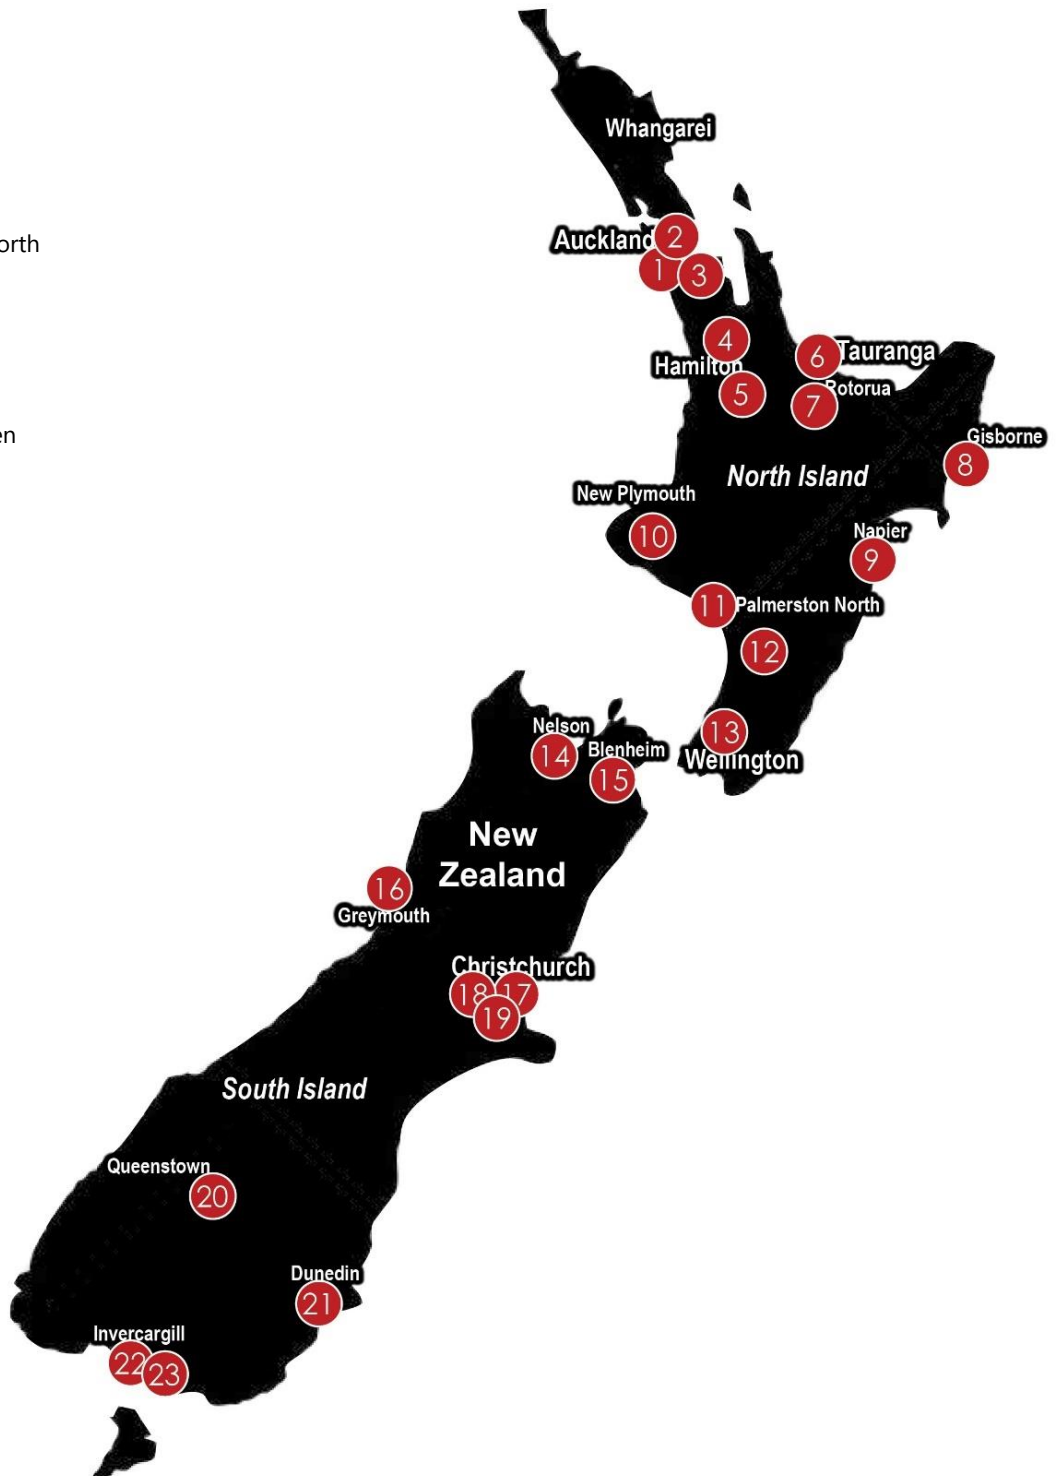 Whangarei
orth
Auckland
2
1
3
4
Hamilton
5
6
Tauranga
Rotorua
7
en
Gisborne
8
North Island
New Plymouth
10
Napier
9
11
Palmerston North
12
13
Wellington
Nelson
14
Blenheim
15
New
Zealand
16
Greymouth
Christchurch
18
17
19
South Island
Queenstown
20
Dunedin
21
Invercargill
22
23